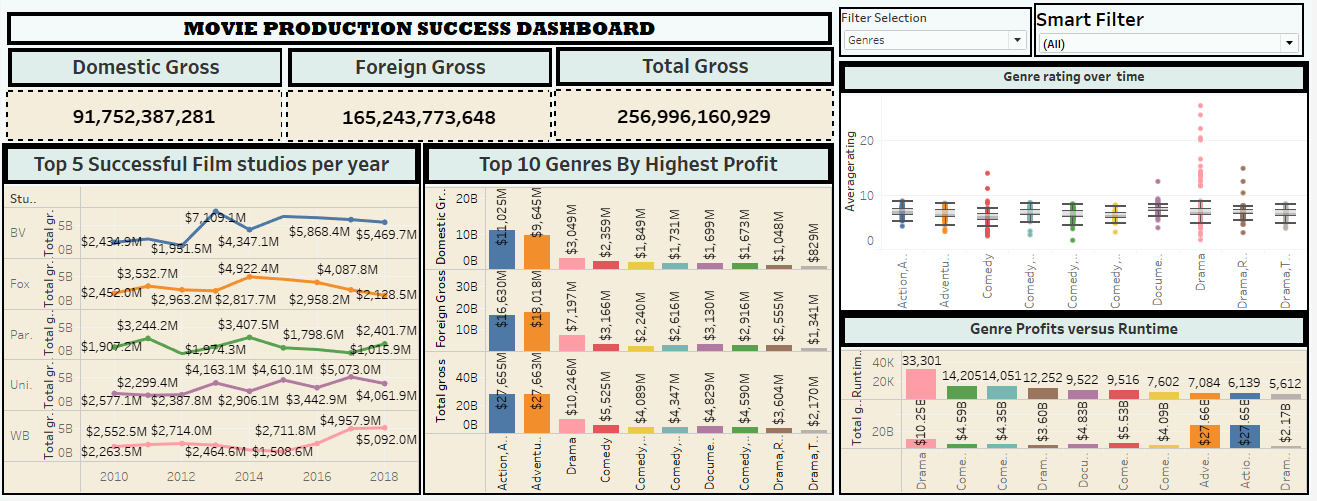 MOVIE PRODUCTION SUCCESS DASHBOARD
Filter Selection
Genres
Smart Filter
(All)
Domestic Gross
Foreign Gross
Total Gross
91,752,387,281
165,243,773,648
256,996,160,929
Top 5 Successful Film studios per year
Stu..
BV
Total gr..
5B
0B
$7,109.1M
$2,434.9M
$1,951.5M
$4,347.1M
$5,868.4M
$5,469.7M
Fox
Total gr..
5B
0B
$3,532.7M
$4,922.4M
$4,087.8M
$2,452.0M
$2,963.2M
$2,817.7M
$2,958.2M
$2,128.5M
Par.
Total gr..
5B
0B
$3,244.2M
$3,407.5M
$1,798.6M
$2,401.7M
$1,907.2M
$1,974.3M
$1,015.9M
Uni.
Total gr..
5B
0B
$4,163.1M
$4,610.1M
$5,073.0M
$2,299.4M
$2,577.1M
$2,387.8M
$2,906.1M
$3,442.9M
$4,061.9M
WB
Total gr..
5B
0B
$4,957.9M
$2,552.5M
$2,714.0M
$2,711.8M
$5,092.0M
$2,263.5M
$2,464.6M
$1,508.6M
2010
2012
2014
2016
2018
Top 10 Genres By Highest Profit
Domestic Gr..
20B
10B
0B
$11,025M
$9,645M
$3,049M
$2,359M
$1,849M
$1,731M
$1,699M
$1,673M
$1,048M
$829M
Foreign Gross
30B
20B
10B
0B
$16,630M
$18,018M
$7,197M
$3,166M
$2,240M
$2,616M
$3,130M
$2,916M
$2,555M
$1,341M
Total gross
40B
20B
0B
$27,655M
$27,663M
$10,246M
$5,525M
$4,089M
$4,347M
$4,829M
$4,590M
$3,604M
$2,170M
Action,A..
Adventu..
Drama
Comedy
Comedy,..
Comedy,..
Docume..
Comedy,..
Drama,R..
Drama,T..
Genre rating over time
Averagerating
20
10
0
Action,A..
Adventu..
Comedy
Comedy,..
Comedy,..
Comedy,..
Docume..
Drama
Drama,R..
Drama,T..
Genre Profits versus Runtime
Runtim..
40K
20K
33,301
14,205
14,051
12,252
9,522
9,516
7,602
7,084
6,139
5,612
Total g..
20B
$10.25B
$4.59B
$4.35B
$3.60B
$4.83B
$5.53B
$4.09B
$2.17B
Drama
Come..
Come..
Dram..
Docu..
Come..
Come..
Adve..
Actio..
Dram..